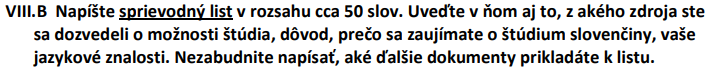 VIII.B Napíšte sprievodný list v rozsahu cca 50 slov. Uveďte v ňom aj to, z akého zdroja ste
sa dozvedeli o možnosti štúdia, dôvod, prečo sa zaujímate o štúdium slovenčiny, vaše
jazykové znalosti. Nezabudnite napísať, aké ďalšie dokumenty prikladáte k listu.